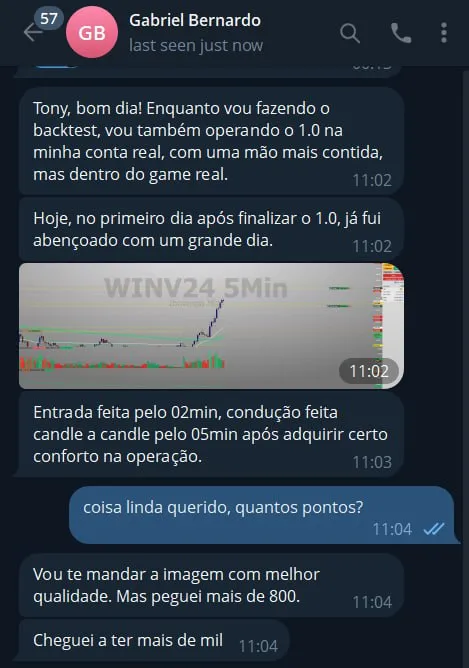 57
GB
Gabriel Bernardo
last seen just now
Tony, bom dia! Enquanto vou fazendo o
backtest, vou também operando o 1.0 na
minha conta real, com uma mão mais contida,
mas dentro do game real.
11:02
Hoje, no primeiro dia após finalizar o 1.0, já fui
abençoado com um grande dia.
11:02
WINV24 5Min
11:02
Entrada feita pelo 02min, condução feita
candle a candle pelo 05min após adquirir certo
conforto na operação.
11:03
coisa linda querido, quantos pontos?
11:04
Vou te mandar a imagem com melhor
qualidade. Mas peguei mais de 800.
11:04
Cheguei a ter mais de mil
11:04